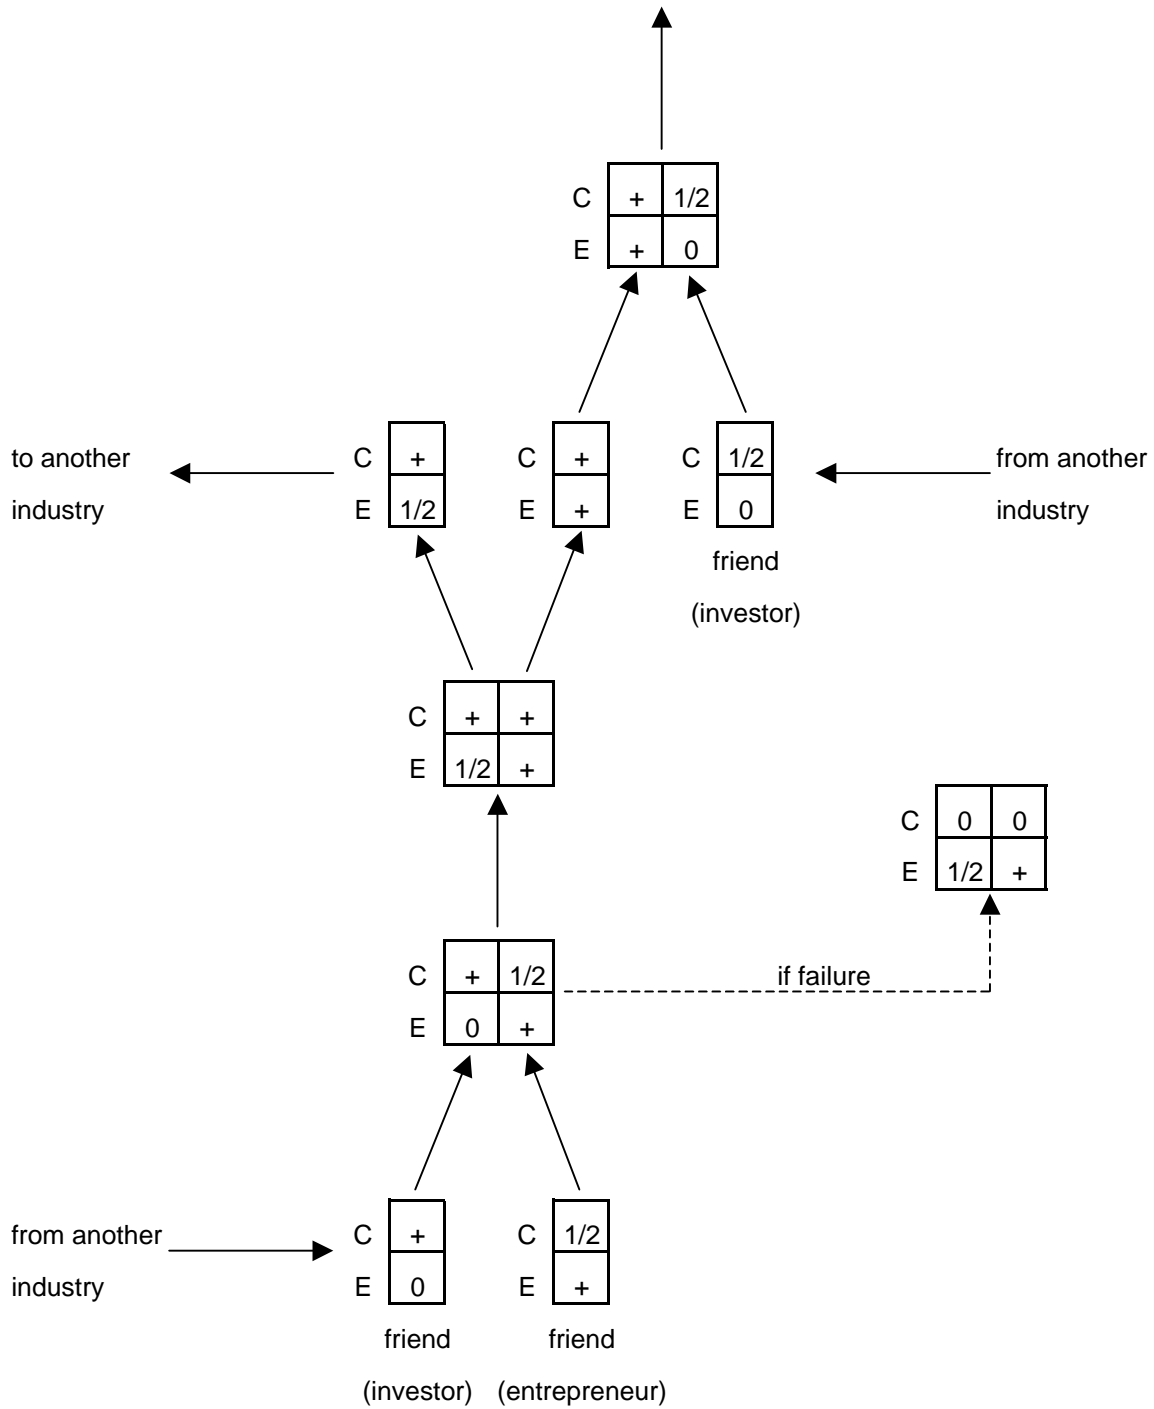 C + 1/2
E + 0
to another
industry
C +
E 1/2
C +
E +
C 1/2
E 0
friend
(investor)
from another
industry
C + +
E 1/2 +
C 0 0
E 1/2 +
C + 1/2
E 0 +
if failure
from another
industry
C +
E 0
friend
(investor)
C 1/2
E +
friend
(entrepreneur)